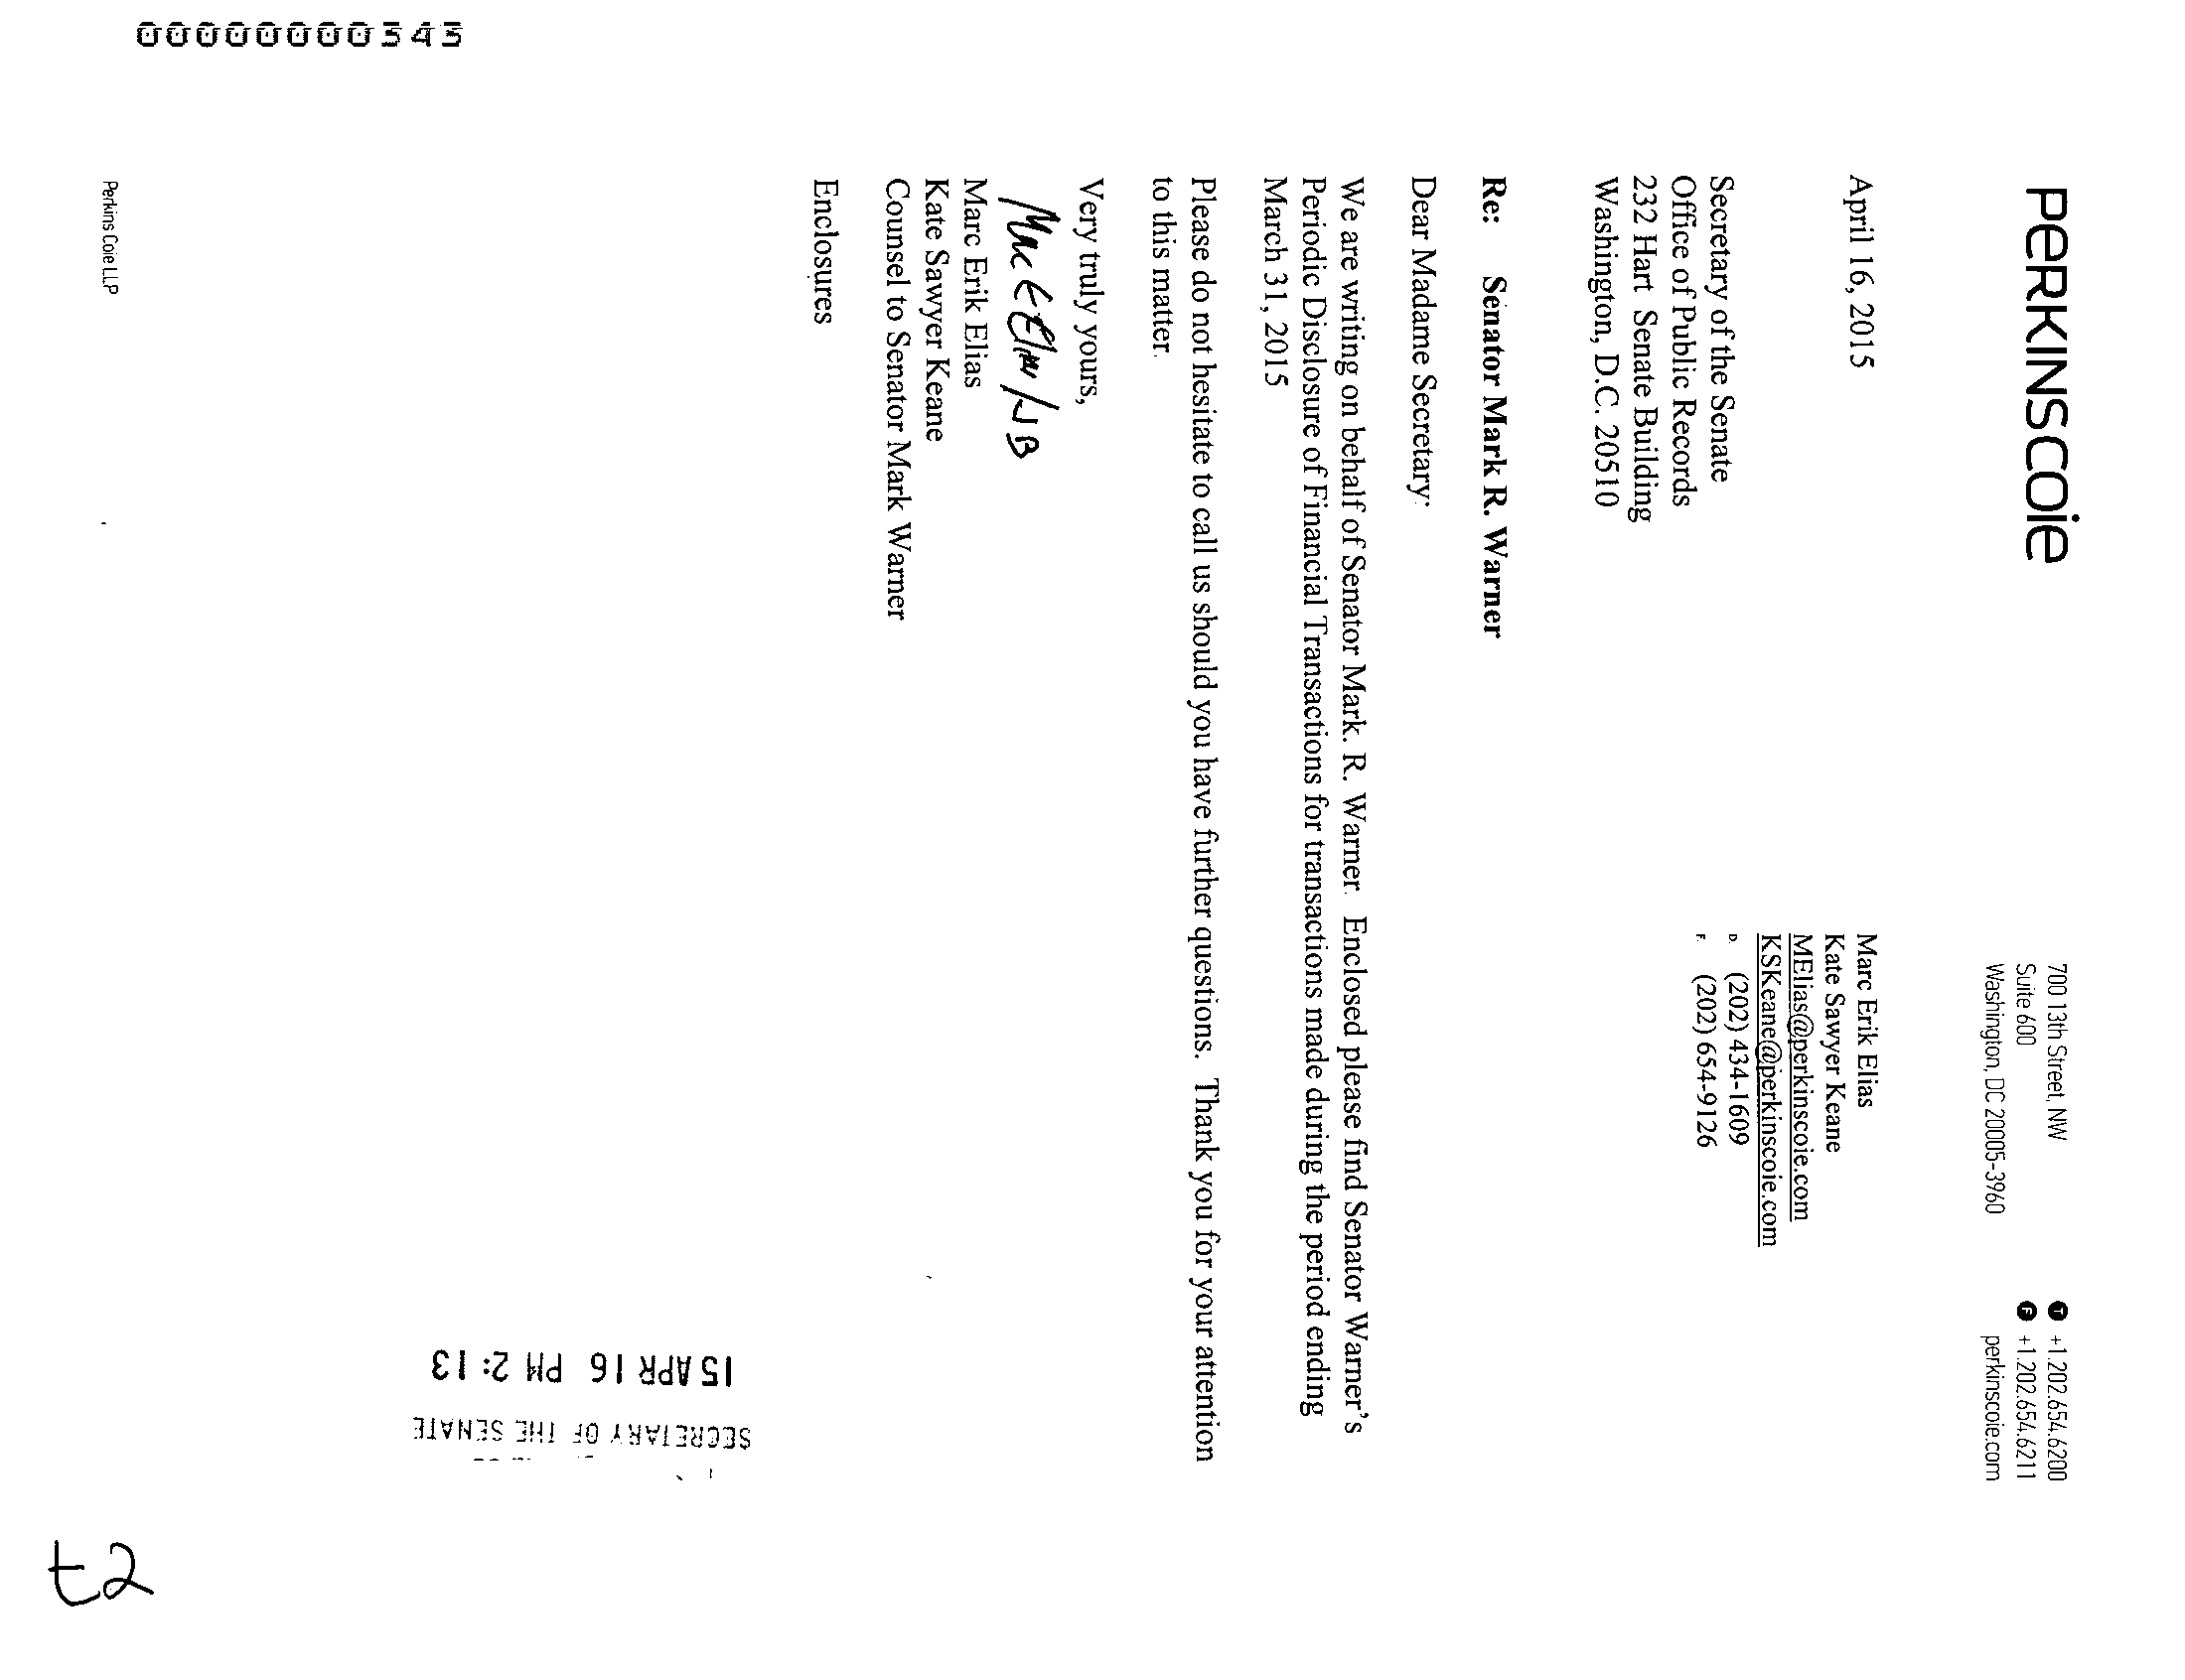 PERKINSCOIE
700 13th Street, NW
Suite 600
Washington, DC 20005-3960
T +1.202.654.6200
F +1.202.654.6211
perkinscoie.com
April 16, 2015
Marc Erik Elias
Kate Sawyer Keane
MElias@perkinscoie.com
KSKeane@perkinscoie.com
D. (202) 434-1609
F. (202) 654-9126
Secretary of the Senate
Office of Public Records
232 Hart Senate Building
Washington, D.C. 20510
Re: Senator Mark R. Warner
Dear Madame Secretary:
We are writing on behalf of Senator Mark. R. Warner. Enclosed please find Senator Warner's
Periodic Disclosure of Financial Transactions for transactions made during the period ending
March 31, 2015
Please do not hesitate to call us should you have further questions. Thank you for your attention
to this matter.
Very truly yours,
Marc Erik Elias
Kate Sawyer Keane
Counsel to Senator Mark Warner
Enclosures
SECRETARY OF THE SENATE
15 APR 16 PM 2:13
Perkins Coie LLP
00000000545
t2